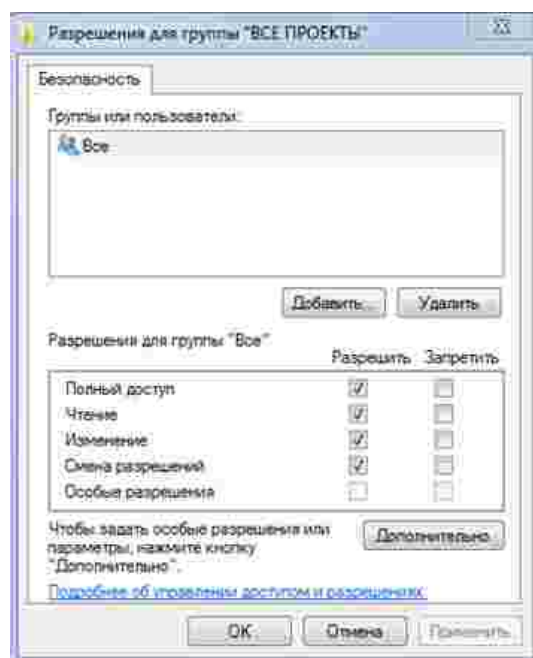 Разрешения для группы "ВСЕ ПРОЕКТЫ"
Безопасность
Группы или пользователи:
Все
Добавить... Удалить
Разрешения для группы "Все"
Разрешить Запретить
Полный доступ
Чтение
Изменение
Смена разрешений
Особые разрешения
Чтобы задать особые разрешения или
параметры, нажмите кнопку
"Дополнительно".
Дополнительно
Подробнее об управлении доступом и разрешениях
ОК Отмена Применить